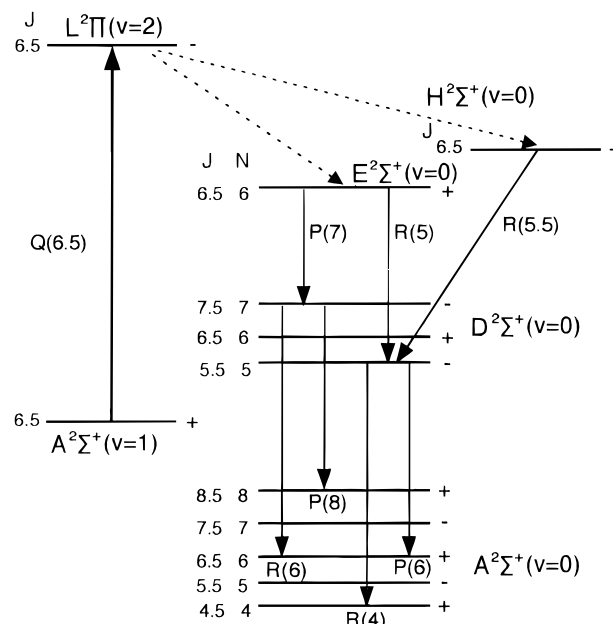 J
L²Π(v=2)
6.5 -
H²Σ⁺(v=0)
J
6.5 -
J N
E²Σ⁺(v=0)
6.5 6 +
Q(6.5)
P(7)
R(5)
R(5.5)
7.5 7 -
D²Σ⁺(v=0)
6.5 6 +
5.5 5 -
6.5 +
A²Σ⁺(v=1)
8.5 8 +
P(8)
7.5 7 -
6.5 6 +
R(6)
P(6)
A²Σ⁺(v=0)
5.5 5 -
4.5 4 +
R(4)